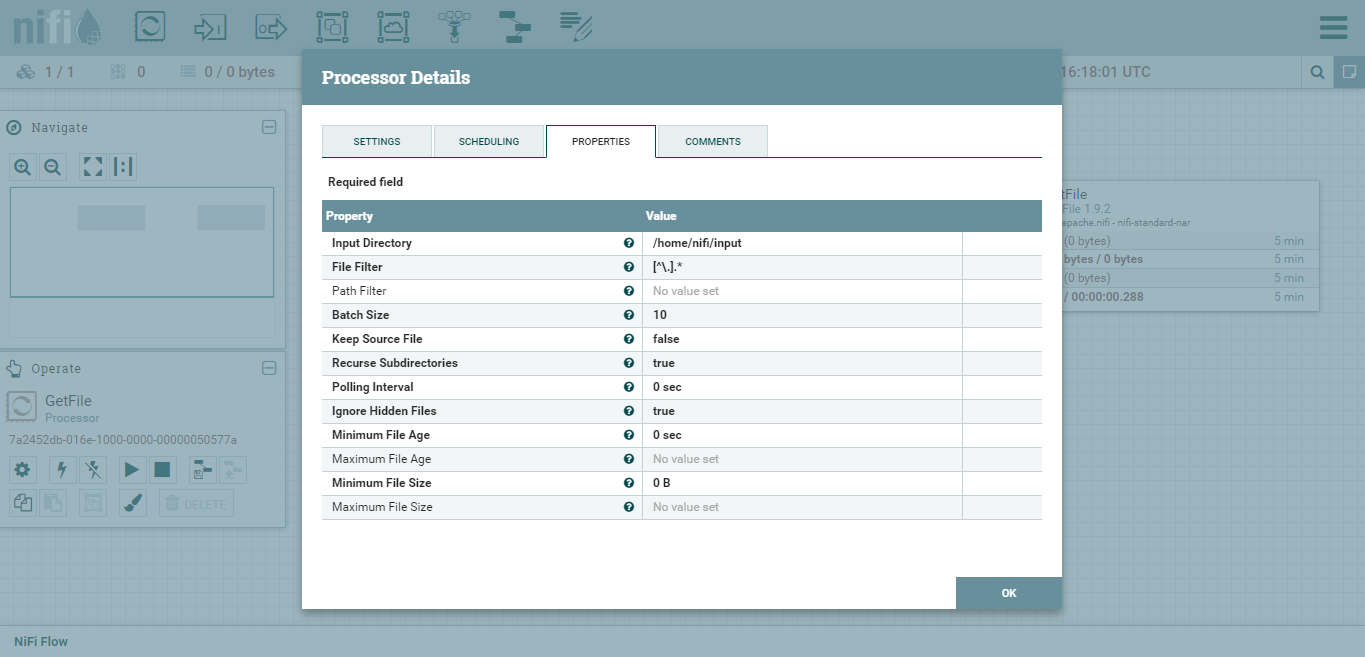 nifi
1 / 1 0 0 / 0 bytes 16:18:01 UTC
Navigate
Operate
GetFile
Processor
7a2452db-016e-1000-0000-00000050577a
DELETE
Processor Details
SETTINGS SCHEDULING PROPERTIES COMMENTS
Required field
Property Value
Input Directory /home/nifi/input
File Filter [^\.].*
Path Filter No value set
Batch Size 10
Keep Source File false
Recurse Subdirectories true
Polling Interval 0 sec
Ignore Hidden Files true
Minimum File Age 0 sec
Maximum File Age No value set
Minimum File Size 0 B
Maximum File Size No value set
OK
tFile
File 1.9.2
apache.nifi - nifi-standard-nar
(0 bytes) 5 min
bytes / 0 bytes 5 min
(0 bytes) 5 min
/ 00:00:00.288 5 min
NiFi Flow